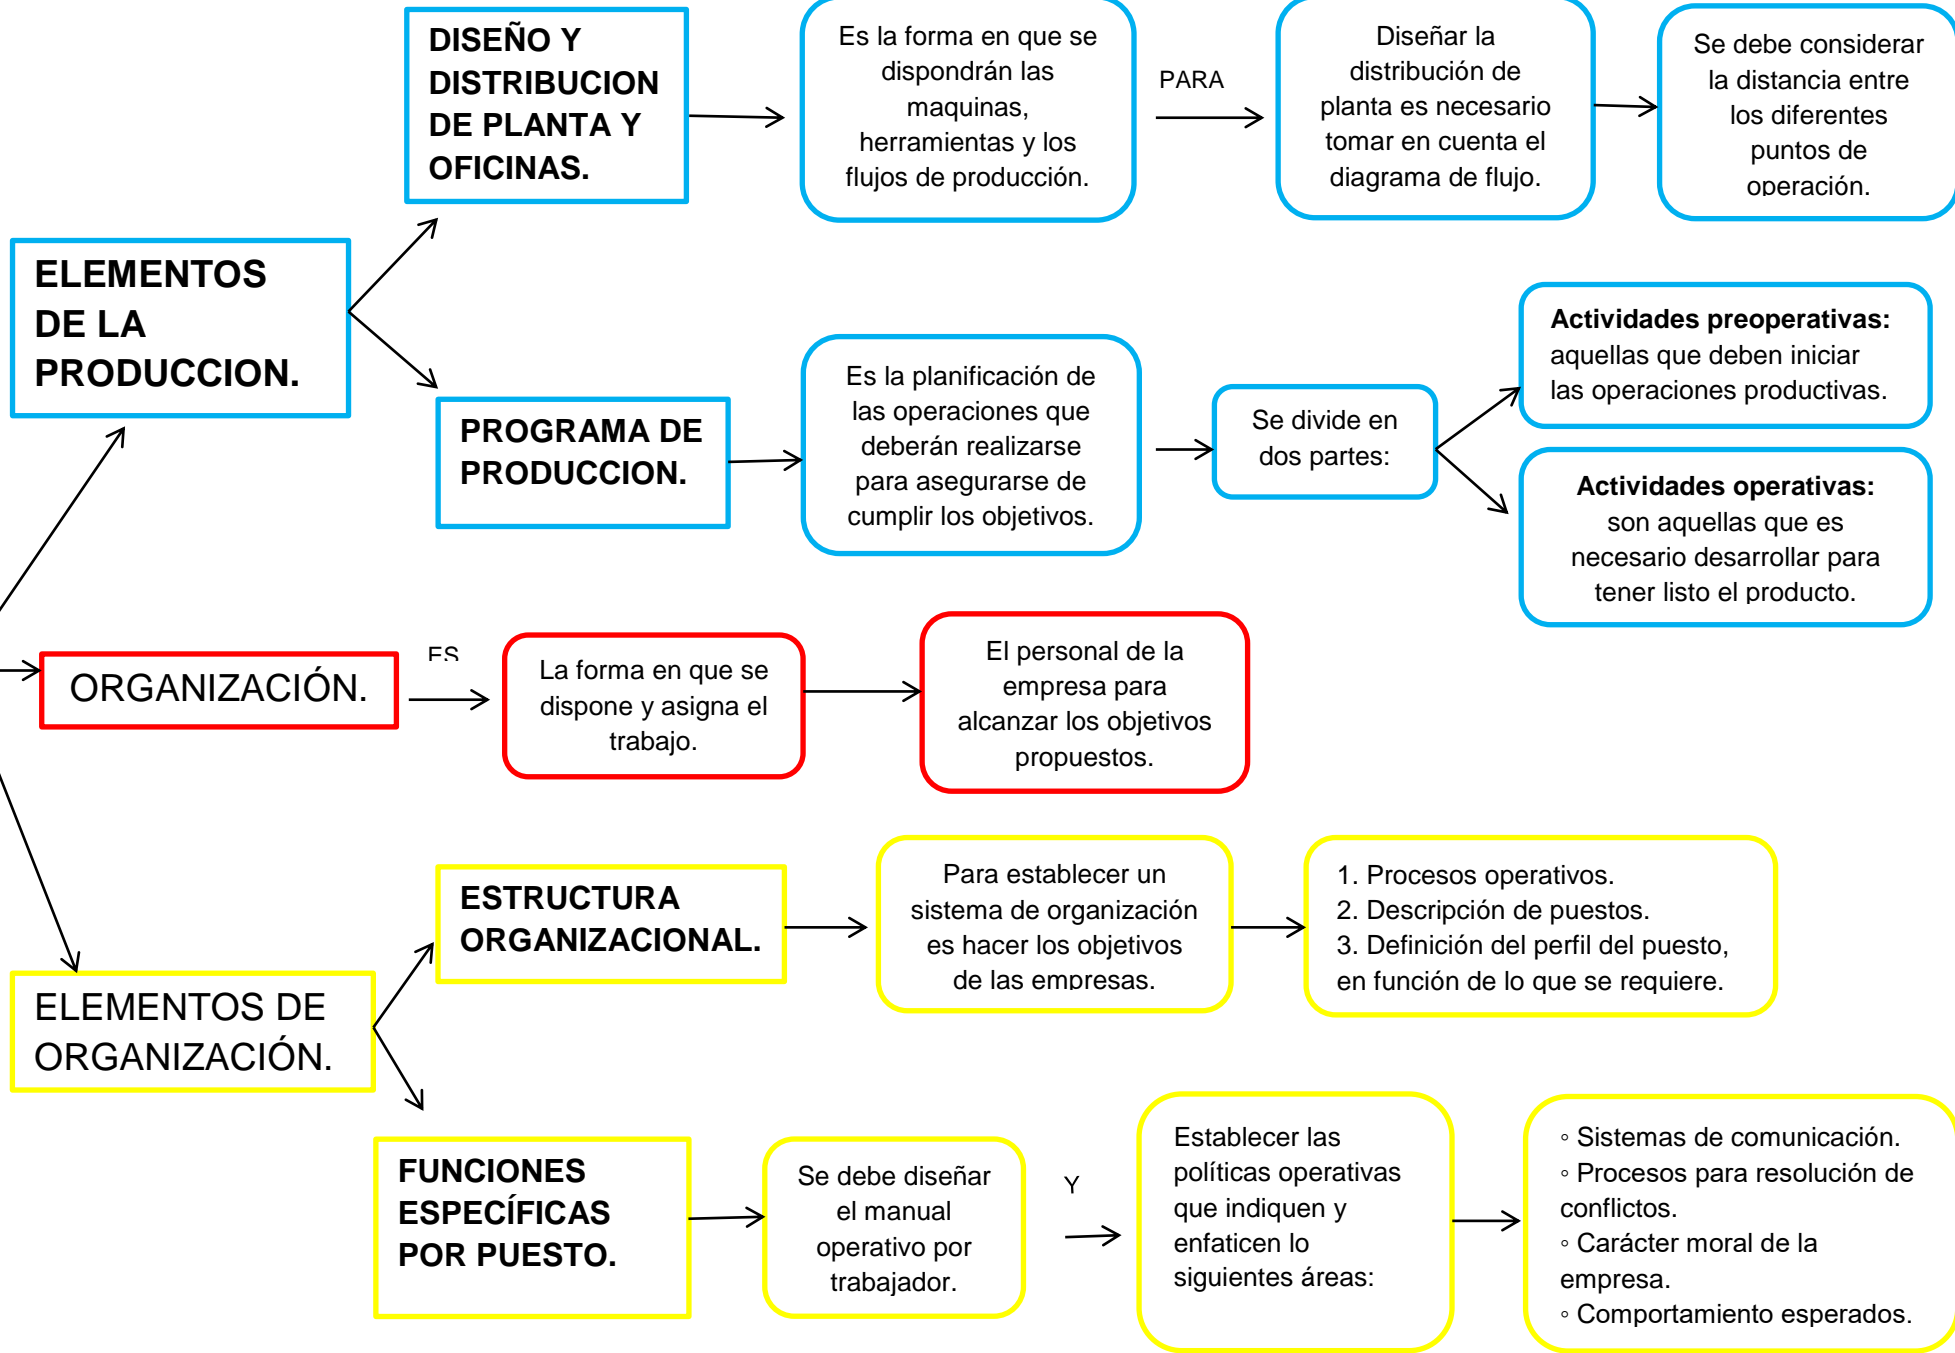 DISEÑO Y
DISTRIBUCION
DE PLANTA Y
OFICINAS.
Es la forma en que se
dispondrán las
maquinas,
herramientas y los
flujos de producción.
PARA
Diseñar la
distribución de
planta es necesario
tomar en cuenta el
diagrama de flujo.
Se debe considerar
la distancia entre
los diferentes
puntos de
operación.
ELEMENTOS
DE LA
PRODUCCION.
PROGRAMA DE
PRODUCCION.
Es la planificación de
las operaciones que
deberán realizarse
para asegurarse de
cumplir los objetivos.
Se divide en
dos partes:
Actividades preoperativas:
aquellas que deben iniciar
las operaciones productivas.
Actividades operativas:
son aquellas que es
necesario desarrollar para
tener listo el producto.
ORGANIZACIÓN.
ES
La forma en que se
dispone y asigna el
trabajo.
El personal de la
empresa para
alcanzar los objetivos
propuestos.
ELEMENTOS DE
ORGANIZACIÓN.
ESTRUCTURA
ORGANIZACIONAL.
Para establecer un
sistema de organización
es hacer los objetivos
de las empresas.
1. Procesos operativos.
2. Descripción de puestos.
3. Definición del perfil del puesto,
en función de lo que se requiere.
FUNCIONES
ESPECÍFICAS
POR PUESTO.
Se debe diseñar
el manual
operativo por
trabajador.
Y
Establecer las
políticas operativas
que indiquen y
enfaticen lo
siguientes áreas:
◦ Sistemas de comunicación.
◦ Procesos para resolución de
conflictos.
◦ Carácter moral de la
empresa.
◦ Comportamiento esperados.